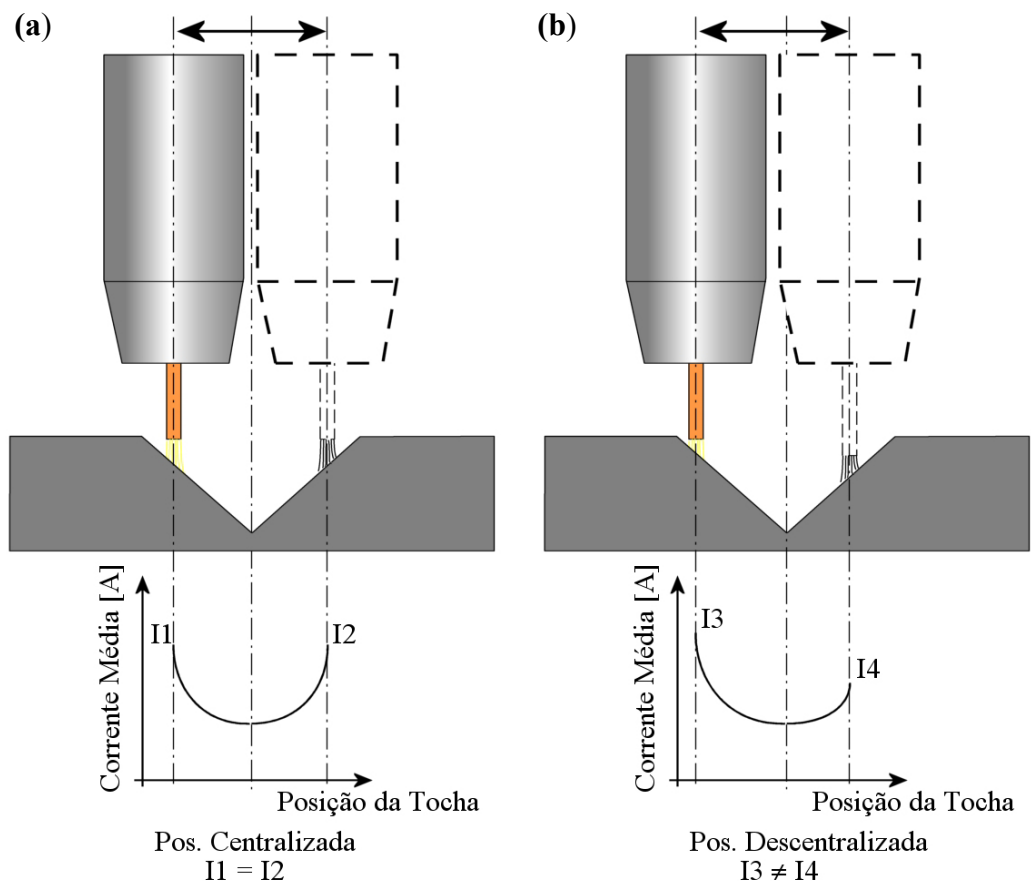 (a)
Corrente Média [A]
I1
I2
Posição da Tocha
Pos. Centralizada
I1 = I2
(b)
Corrente Média [A]
I3
I4
Posição da Tocha
Pos. Descentralizada
I3 ≠ I4